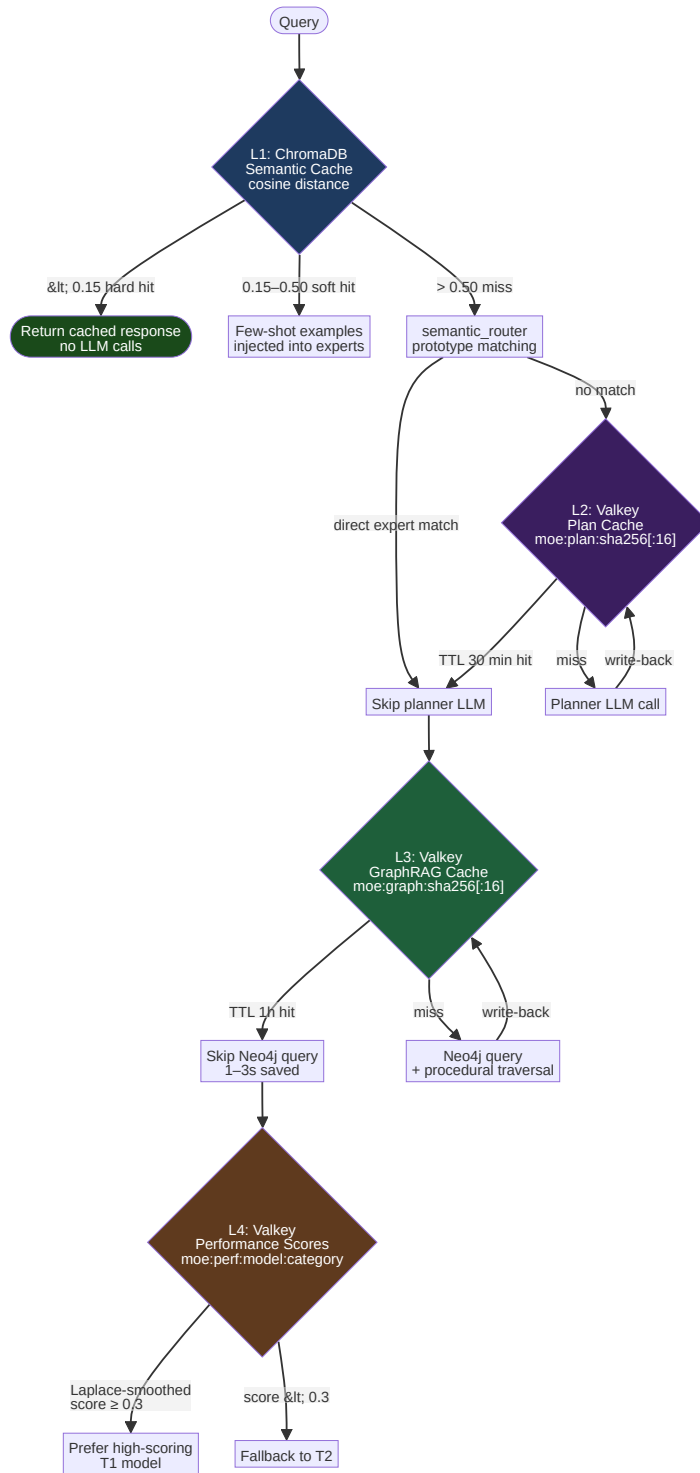 Query
L1: ChromaDB
Semantic Cache
cosine distance
&lt; 0.15 hard hit
0.15–0.50 soft hit
> 0.50 miss
Return cached response
no LLM calls
Few-shot examples
injected into experts
semantic_router
prototype matching
no match
L2: Valkey
Plan Cache
moe:plan:sha256[:16]
direct expert match
TTL 30 min hit
miss
write-back
Skip planner LLM
Planner LLM call
L3: Valkey
GraphRAG Cache
moe:graph:sha256[:16]
TTL 1h hit
miss
write-back
Skip Neo4j query
1–3s saved
Neo4j query
+ procedural traversal
L4: Valkey
Performance Scores
moe:perf:model:category
Laplace-smoothed
score ≥ 0.3
score &lt; 0.3
Prefer high-scoring
T1 model
Fallback to T2